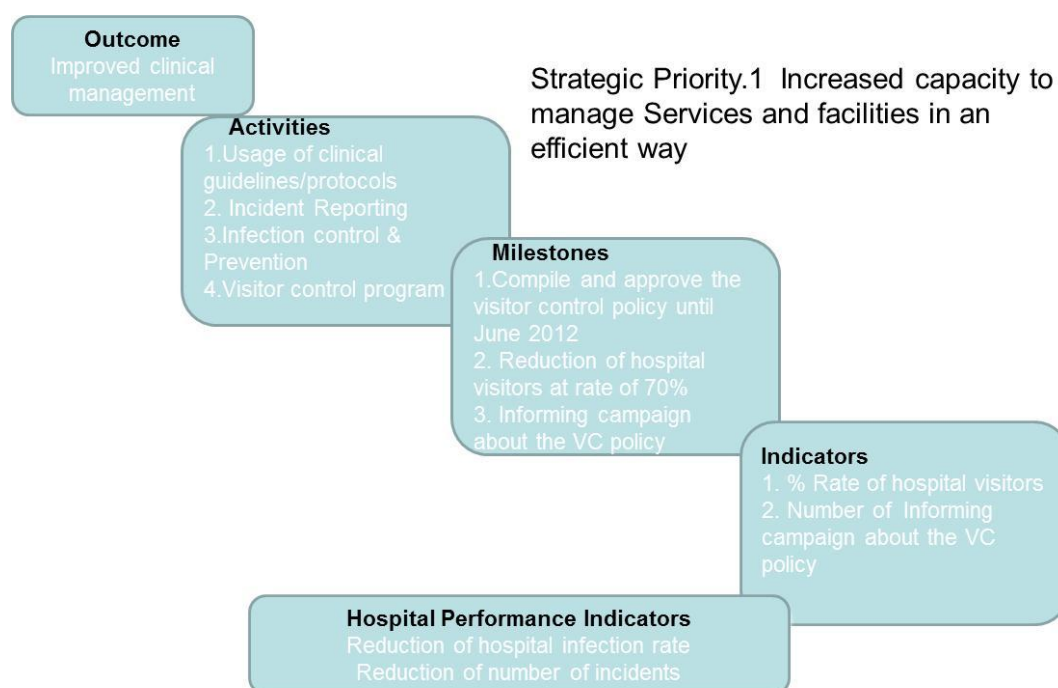 Outcome
Improved clinical
management
Strategic Priority.1 Increased capacity to
manage Services and facilities in an
efficient way
Activities
1.Usage of clinical
guidelines/protocols
2. Incident Reporting
3.Infection control &
Prevention
4.Visitor control program
Milestones
1.Compile and approve the
visitor control policy until
June 2012
2. Reduction of hospital
visitors at rate of 70%
3. Informing campaign
about the VC policy
Indicators
1. % Rate of hospital visitors
2. Number of Informing
campaign about the VC
policy
Hospital Performance Indicators
Reduction of hospital infection rate
Reduction of number of incidents